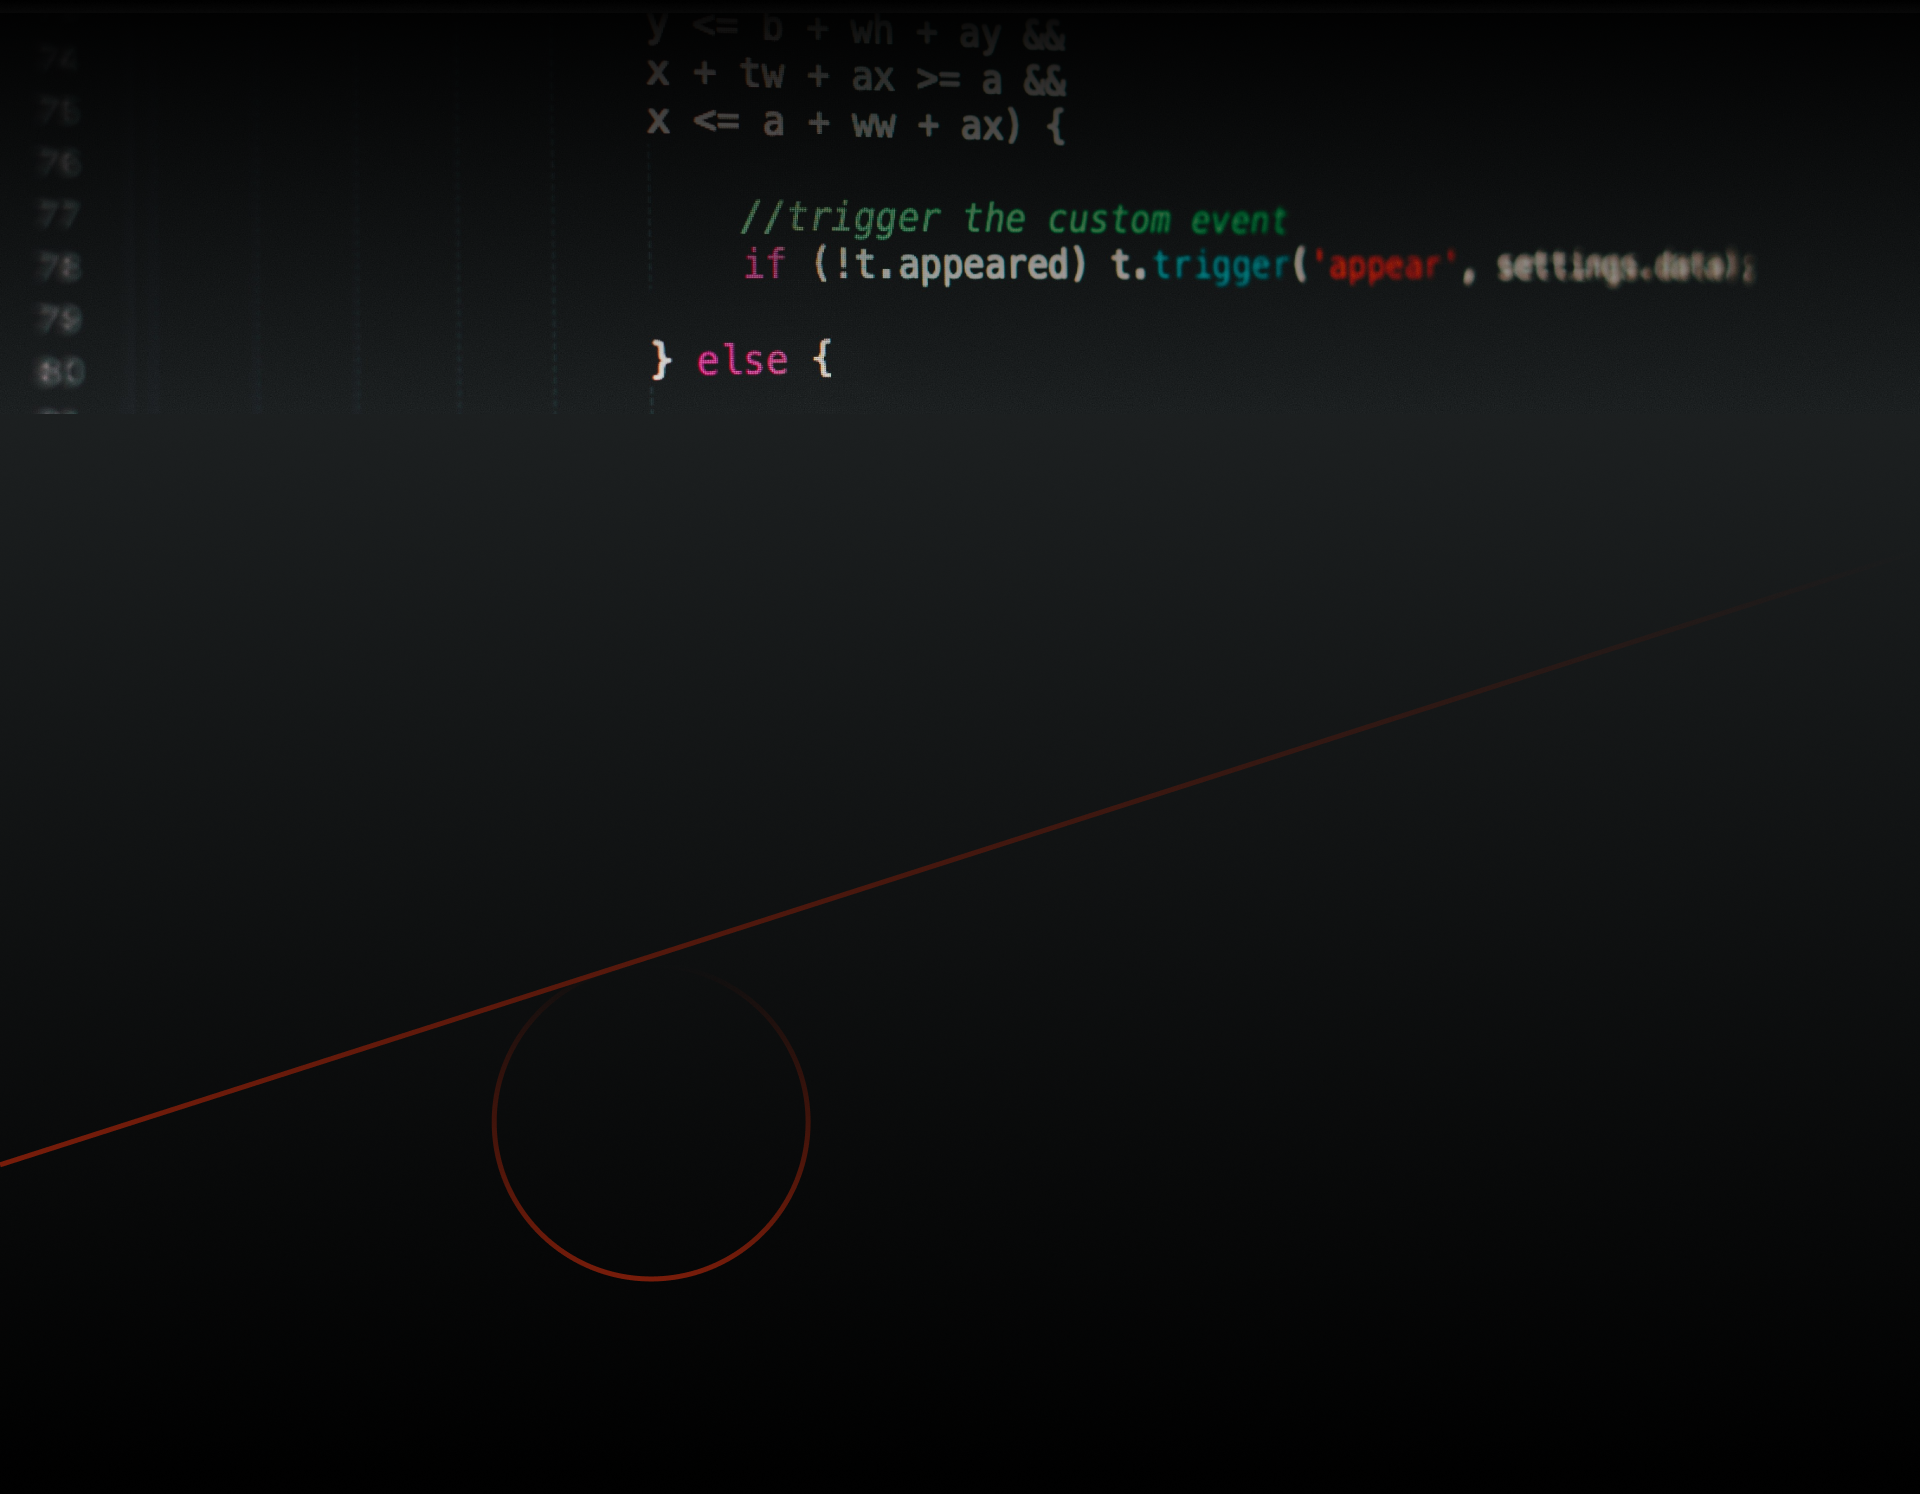 y <= b + wh + ay &&
74
x + tw + ax >= a &&
75
x <= a + ww + ax) {
76
77
//trigger the custom event
78
if (!t.appeared) t.trigger('appear', settings.data);
79
80
} else {